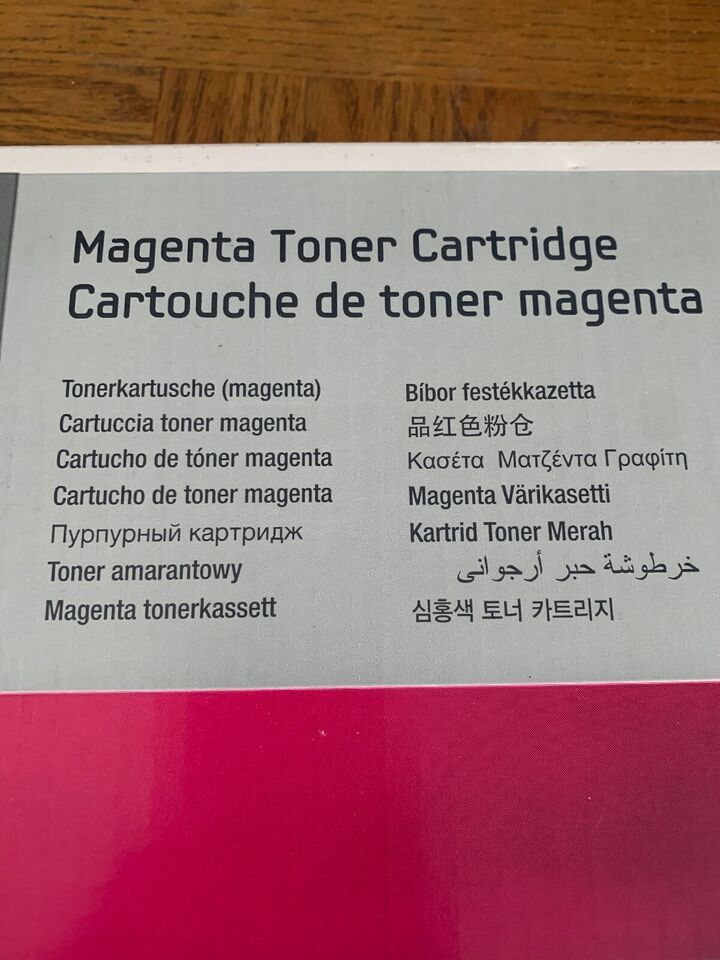 Magenta Toner Cartridge
Cartouche de toner magenta
Tonerkartusche (magenta)
Cartuccia toner magenta
Cartucho de tóner magenta
Cartucho de toner magenta
Пурпурный картридж
Toner amarantowy
Magenta tonerkassett
Bíbor festékkazetta
品红色粉仓
Κασέτα Ματζέντα Γραφίτη
Magenta Värikasetti
Kartrid Toner Merah
خرطوشة حبر أرجوانى
심홍색 토너 카트리지